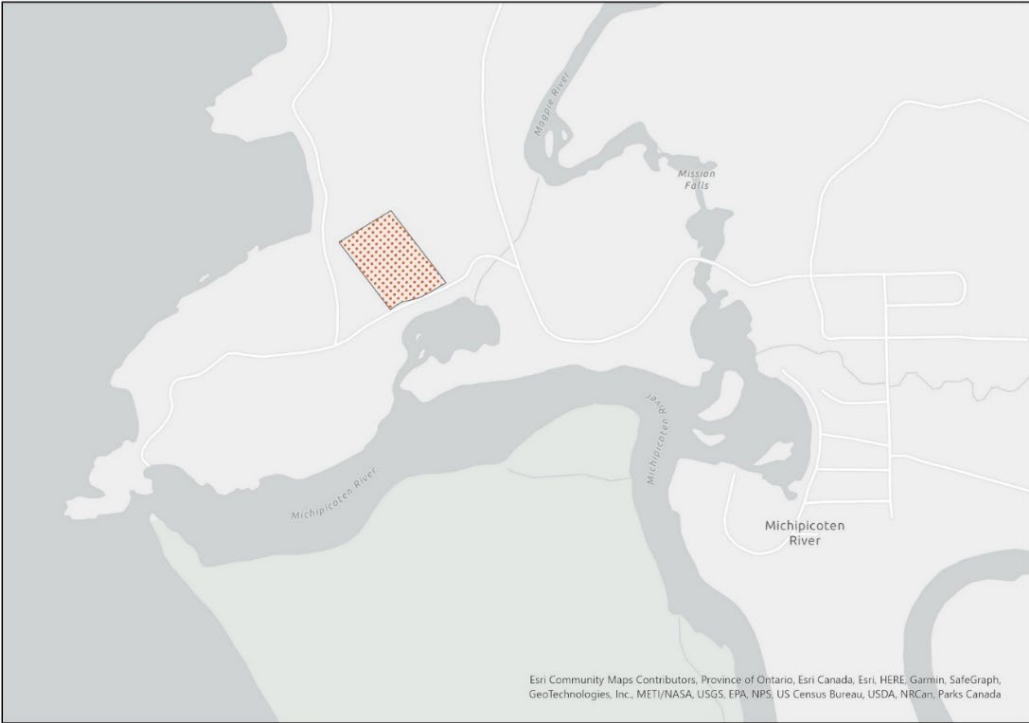 Magpie River
Mission
Falls
Michipicoten River
Michipicoten River
Michipicoten
River
Esri Community Maps Contributors, Province of Ontario, Esri Canada, Esri, HERE, Garmin, SafeGraph,
GeoTechnologies, Inc., METI/NASA, USGS, EPA, NPS, US Census Bureau, USDA, NRCan, Parks Canada